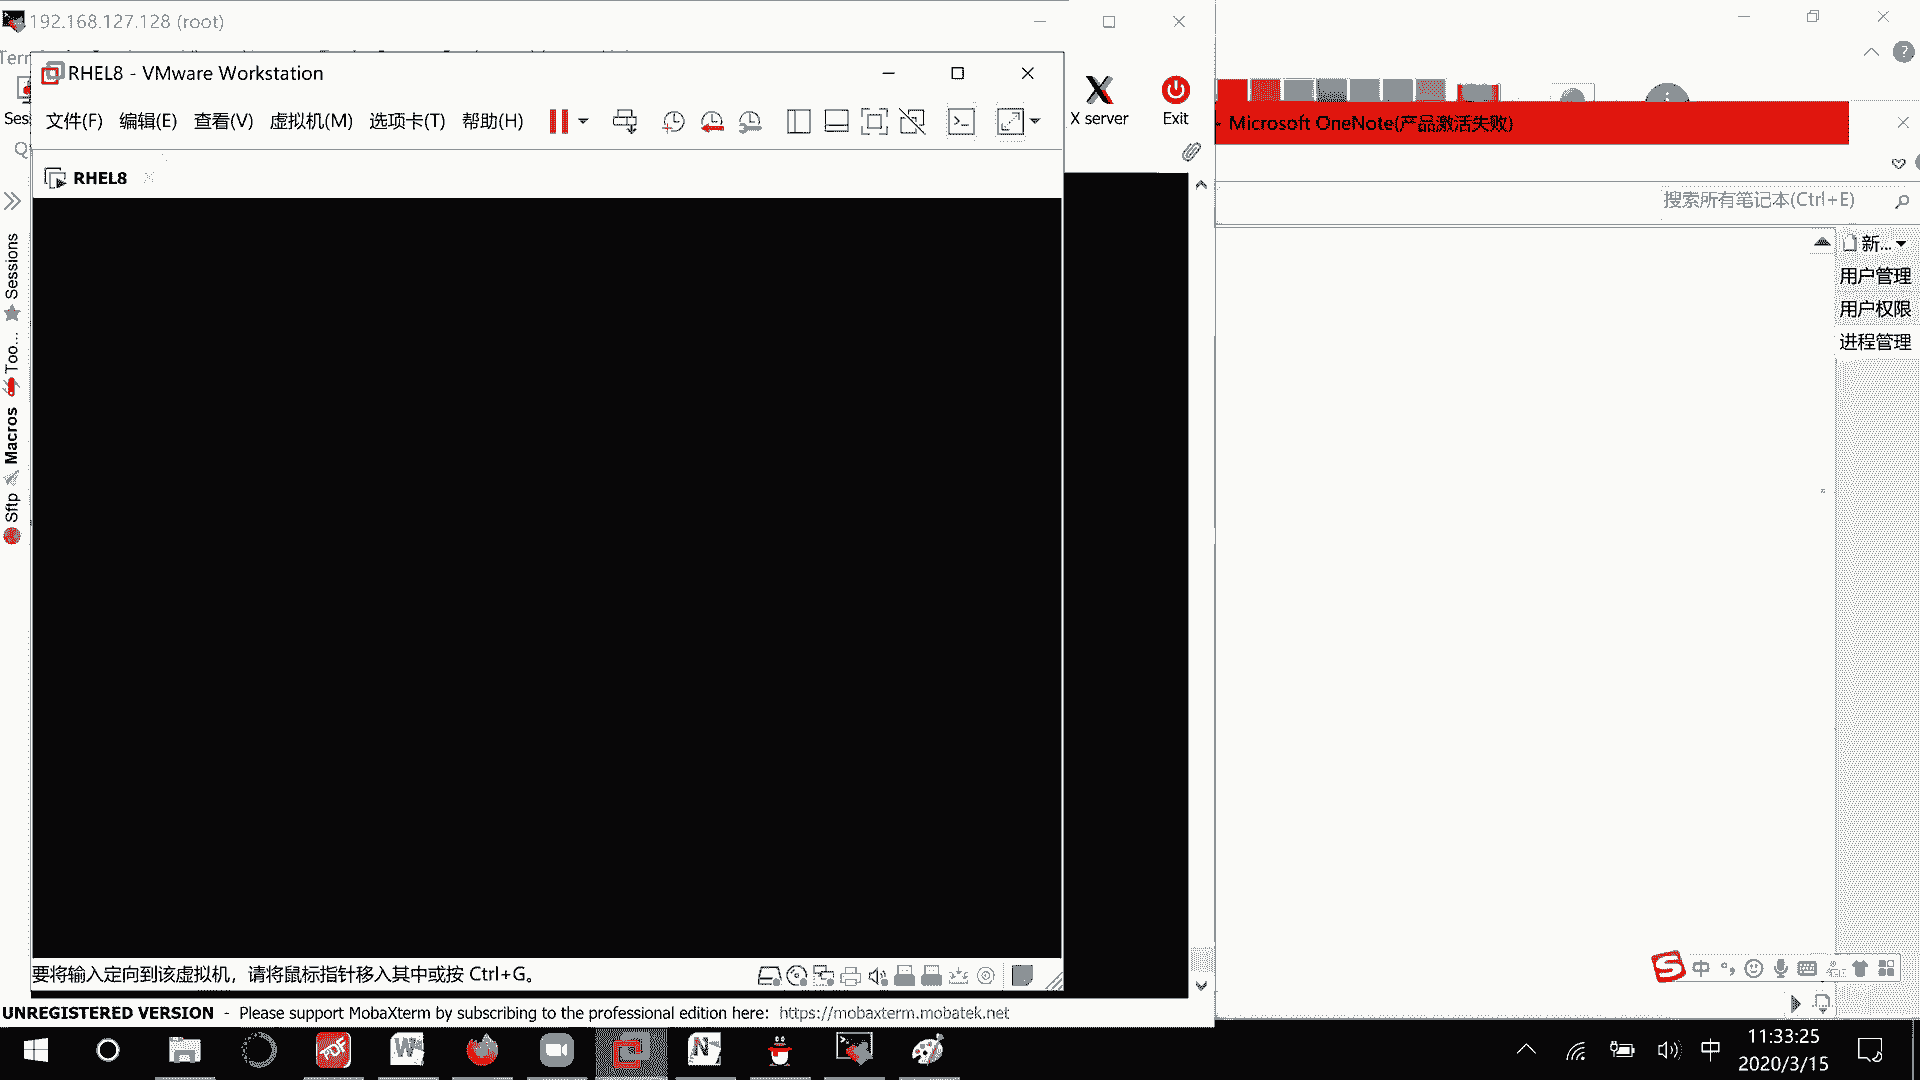 192.168.127.128 (root)
RHEL8 - VMware Workstation
文件(F) 编辑(E) 查看(V) 虚拟机(M) 选项卡(T) 帮助(H)
X server
Exit
RHEL8
Sessions
Too...
Macros
Sftp
要将输入定向到该虚拟机，请将鼠标指针移入其中或按 Ctrl+G。
UNREGISTERED VERSION - Please support MobaXterm by subscribing to the professional edition here: https://mobaxterm.mobatek.net
Microsoft OneNote(产品激活失败)
搜索所有笔记本(Ctrl+E)
新...
用户管理
用户权限
进程管理
中
中
11:33:25
2020/3/15